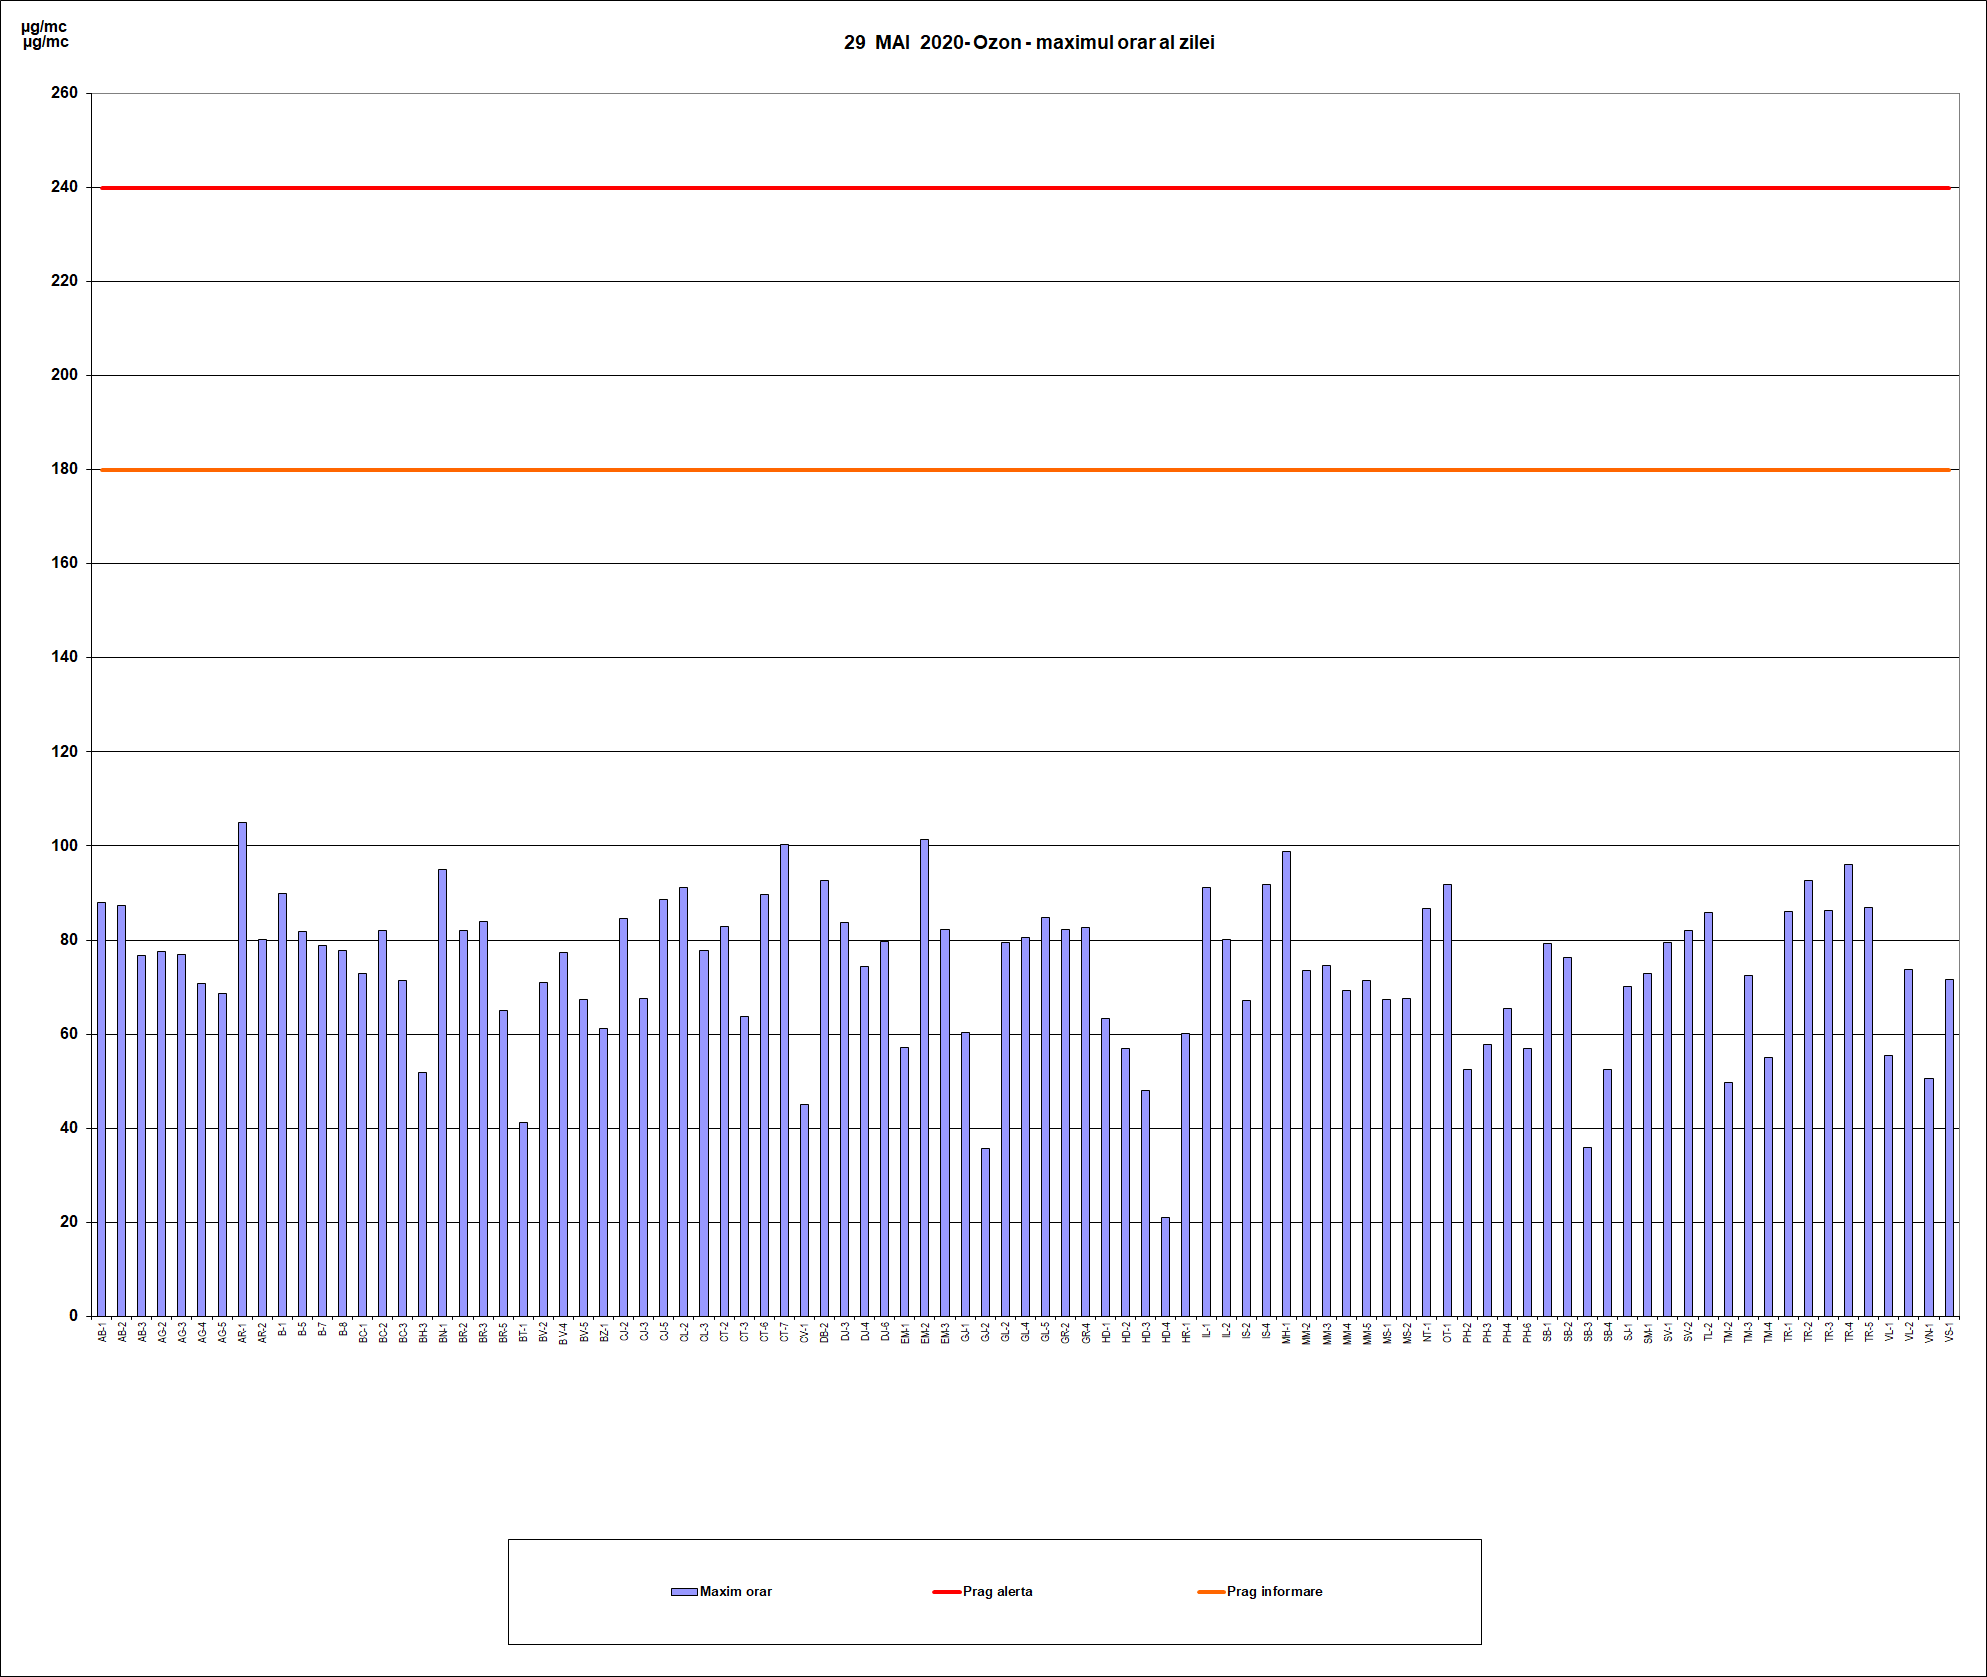 µg/mc
µg/mc
29 MAI 2020- Ozon - maximul orar al zilei
260
240
220
200
180
160
140
120
100
80
60
40
20
0
AB-1 AB-2 AB-3 AG-2 AG-3 AG-4 AG-5 AR-1 AR-2 B-1 B-5 B-7 B-8 BC-1 BC-2 BC-3 BH-3 BN-1 BR-2 BR-3 BR-5 BT-1 BV-2 BV-4 BV-5 BZ-1 CJ-2 CJ-3 CJ-5 CL-2 CL-3 CT-2 CT-3 CT-6 CT-7 CV-1 DB-2 DJ-3 DJ-4 DJ-6 EM-1 EM-2 EM-3 GJ-1 GJ-2 GL-2 GL-4 GL-5 GR-2 GR-4 HD-1 HD-2 HD-3 HD-4 HR-1 IL-1 IL-2 IS-2 IS-4 MH-1 MM-2 MM-3 MM-4 MM-5 MS-1 MS-2 NT-1 OT-1 PH-2 PH-3 PH-4 PH-6 SB-1 SB-2 SB-3 SB-4 SJ-1 SM-1 SV-1 SV-2 TL-2 TM-2 TM-3 TM-4 TR-1 TR-2 TR-3 TR-4 TR-5 VL-1 VL-2 VN-1 VS-1
Maxim orar Prag alerta Prag informare